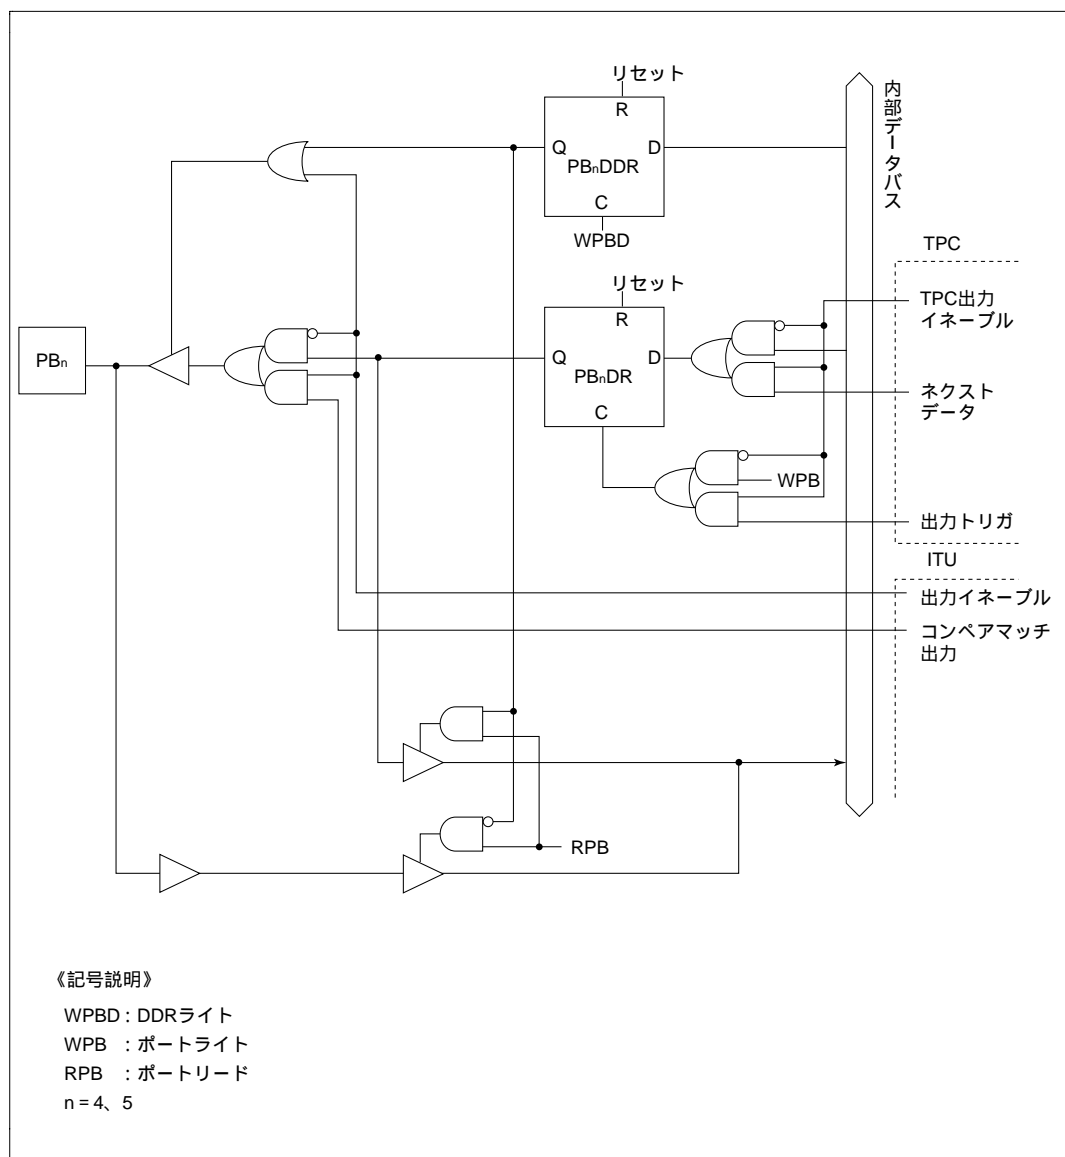 リセット
R
Q
D
PBnDDR
C
WPBD
内部データバス
TPC
リセット
R
Q
D
PBnDR
C
TPC出力
イネーブル
PBn
ネクスト
データ
WPB
出力トリガ
ITU
出力イネーブル
コンペアマッチ
出力
RPB
《記号説明》
WPBD：DDRライト
WPB ：ポートライト
RPB ：ポートリード
n = 4、5